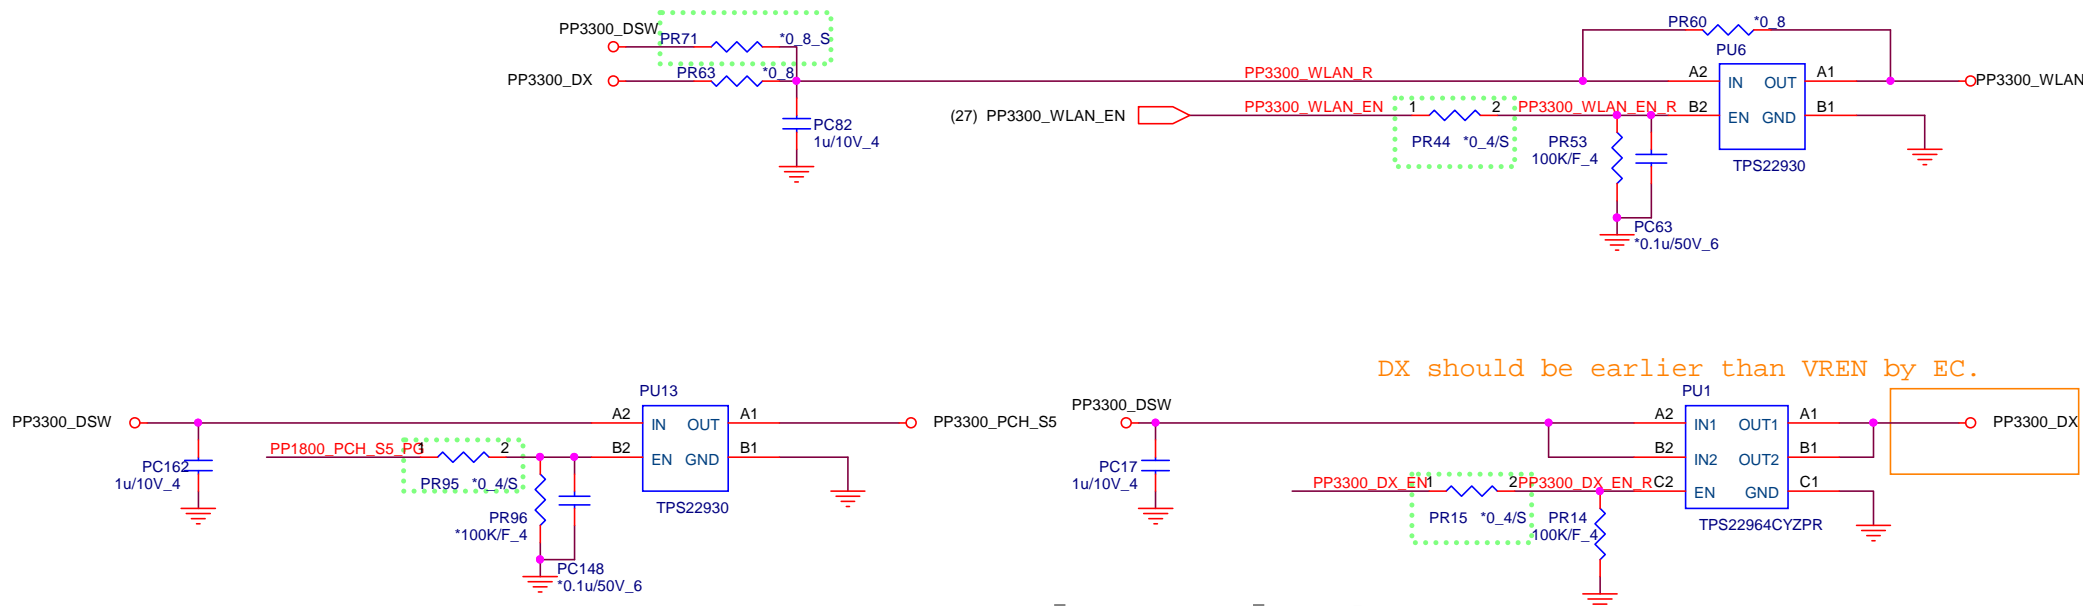 PP3300_DSW
PR71 *0_8_S
PP3300_DX
PR63 *0_8
PC82
1u/10V_4
PP3300_WLAN_R
PR60 *0_8
PU6
A2 IN OUT A1
PP3300_WLAN
(27) PP3300_WLAN_EN
PP3300_WLAN_EN 1 2 PP3300_WLAN_EN_R B2 EN GND B1
PR44 *0_4/S
PR53
100K/F_4
TPS22930
PC63
*0.1u/50V_6
PU13
PP3300_DSW
A2 IN OUT A1
PP3300_PCH_S5
PP1800_PCH_S5_PG 1 2 B2 EN GND B1
PC162
1u/10V_4
PR95 *0_4/S
PR96
*100K/F_4
TPS22930
PC148
*0.1u/50V_6
DX should be earlier than VREN by EC.
PU1
PP3300_DSW
A2 IN1 OUT1 A1
PP3300_DX
B2 IN2 OUT2 B1
PC17
1u/10V_4
PP3300_DX_EN 1 2 PP3300_DX_EN_R C2 EN GND C1
PR15 *0_4/S
PR14
100K/F_4
TPS22964CYZPR